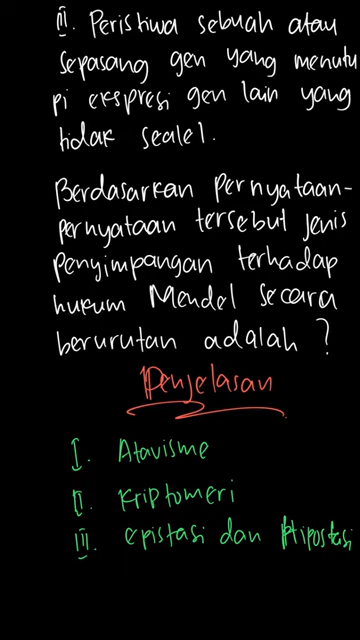 III. Peristiwa sebuah atau
sepasang gen yang menutu
pi ekspresi gen lain yang
tidak sealel.
Berdasarkan pernyataan-
pernyataan tersebut jenis
penyimpangan terhadap
hukum Mendel secara
berurutan adalah ?
Penjelasan
I. Atavisme
II. Kriptomeri
III. epistasi dan Hipostasi